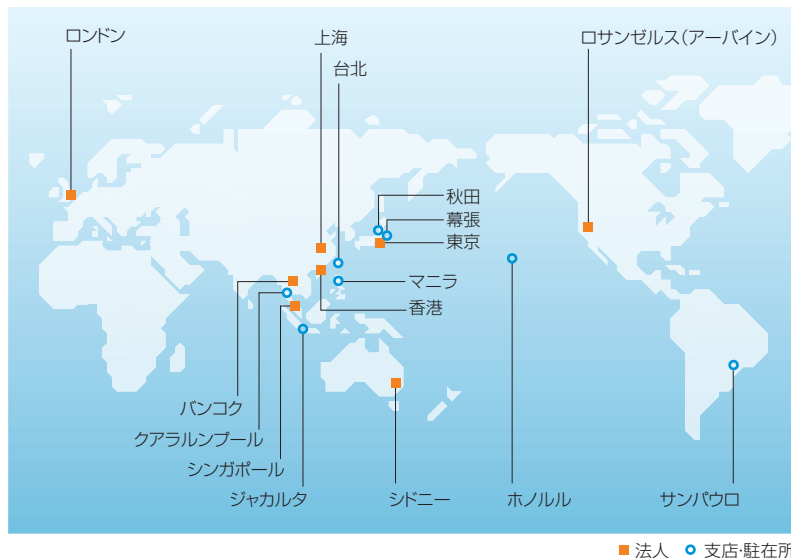 ロンドン
上海
ロサンゼルス(アーバイン)
台北
秋田
幕張
東京
マニラ
香港
バンコク
クアラルンプール
シンガポール
ジャカルタ
シドニー
ホノルル
サンパウロ
法人 支店・駐在所